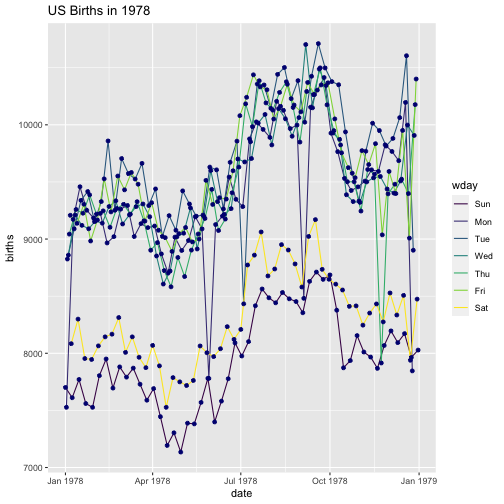 US Births in 1978
births
10000
9000
8000
7000
Jan 1978
Apr 1978
Jul 1978
Oct 1978
Jan 1979
date
wday
Sun
Mon
Tue
Wed
Thu
Fri
Sat